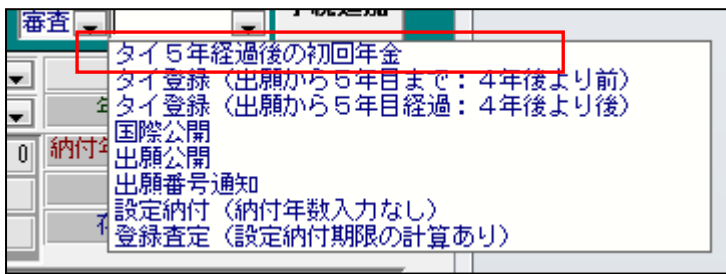 審査
タイ５年経過後の初回年金
タイ登録（出願から５年目まで：４年後より前）
タイ登録（出願から５年目経過：４年後より後）
国際公開
0
納付
出願公開
出願番号通知
設定納付（納付年数入力なし）
登録査定（設定納付期限の計算あり）